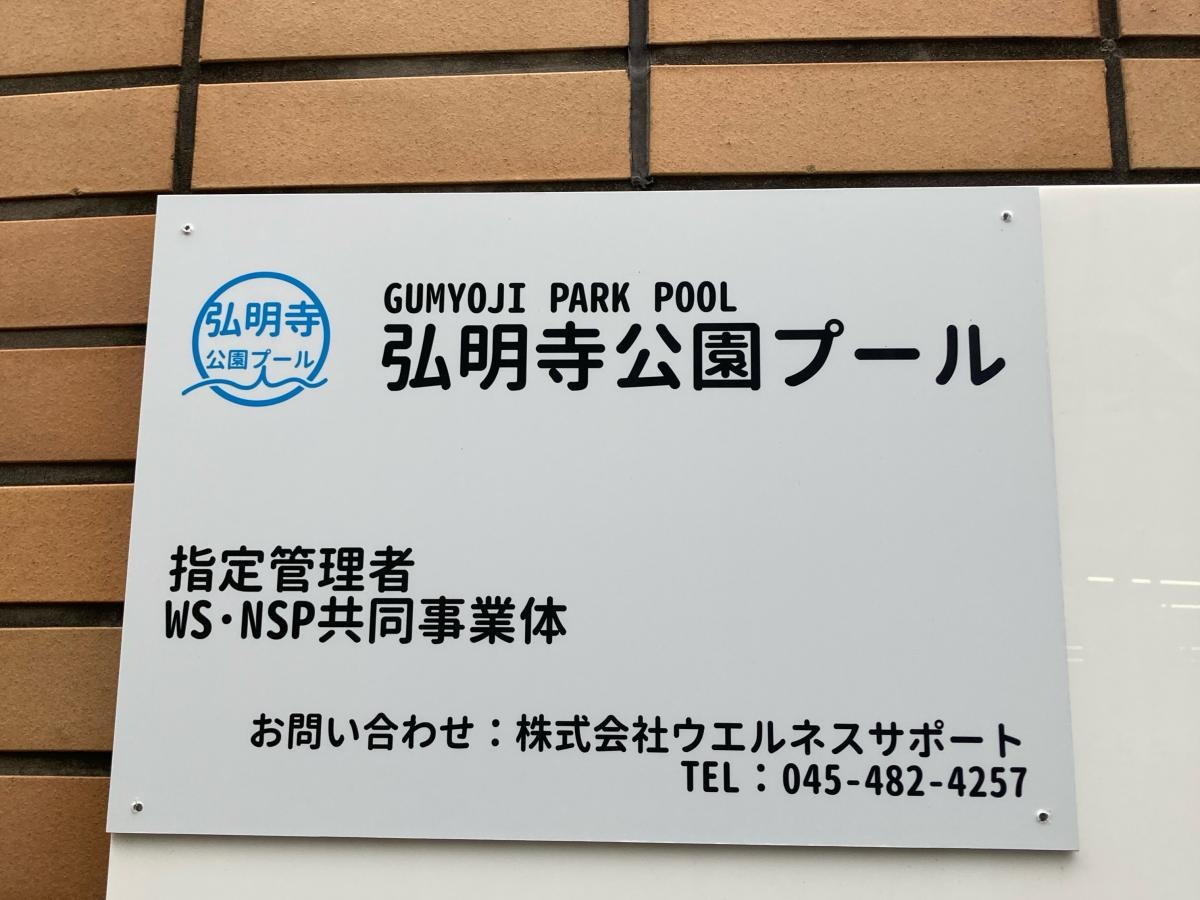 弘明寺
公園プール
GUMYOJI PARK POOL
弘明寺公園プール
指定管理者
WS・NSP共同事業体
お問い合わせ：株式会社ウエルネスサポート
TEL：045-482-4257